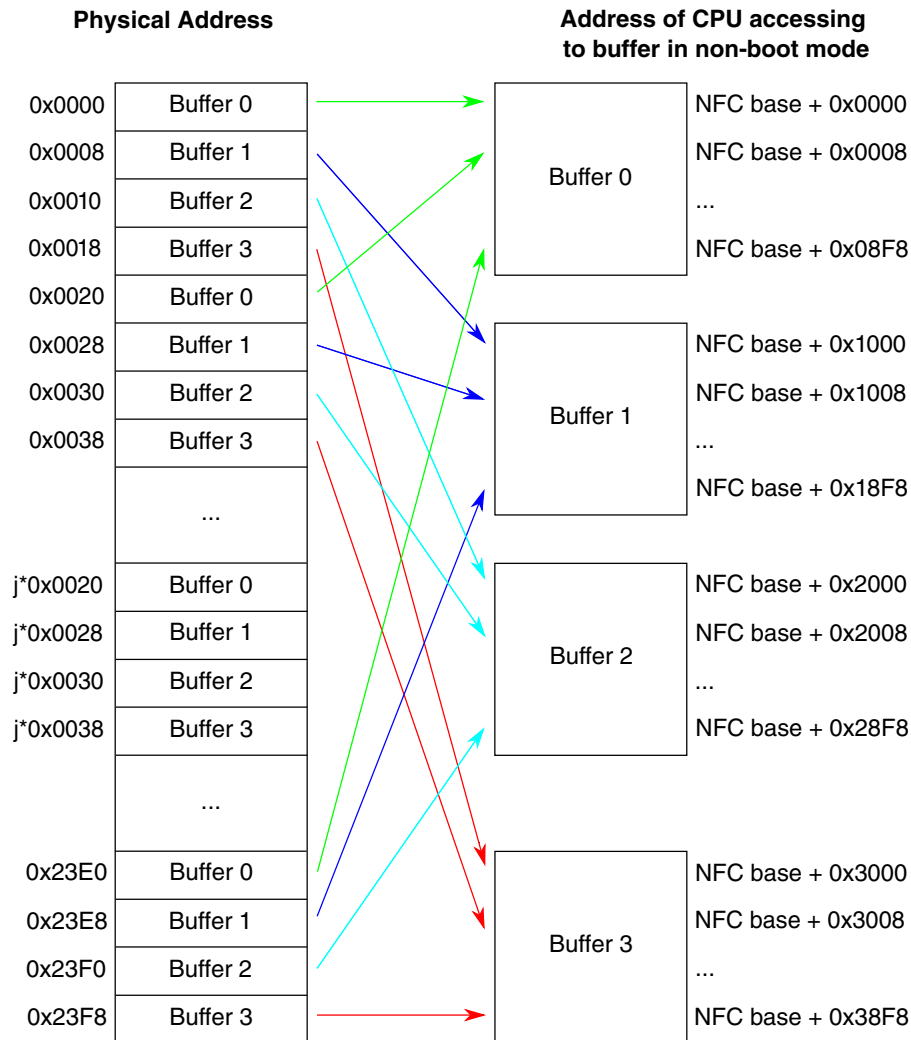 Physical Address
Address of CPU accessing
to buffer in non-boot mode
0x0000
Buffer 0
0x0008
Buffer 1
0x0010
Buffer 2
0x0018
Buffer 3
0x0020
Buffer 0
0x0028
Buffer 1
0x0030
Buffer 2
0x0038
Buffer 3
...
j*0x0020
Buffer 0
j*0x0028
Buffer 1
j*0x0030
Buffer 2
j*0x0038
Buffer 3
...
0x23E0
Buffer 0
0x23E8
Buffer 1
0x23F0
Buffer 2
0x23F8
Buffer 3
Buffer 0
NFC base + 0x0000
NFC base + 0x0008
...
NFC base + 0x08F8
Buffer 1
NFC base + 0x1000
NFC base + 0x1008
...
NFC base + 0x18F8
Buffer 2
NFC base + 0x2000
NFC base + 0x2008
...
NFC base + 0x28F8
Buffer 3
NFC base + 0x3000
NFC base + 0x3008
...
NFC base + 0x38F8